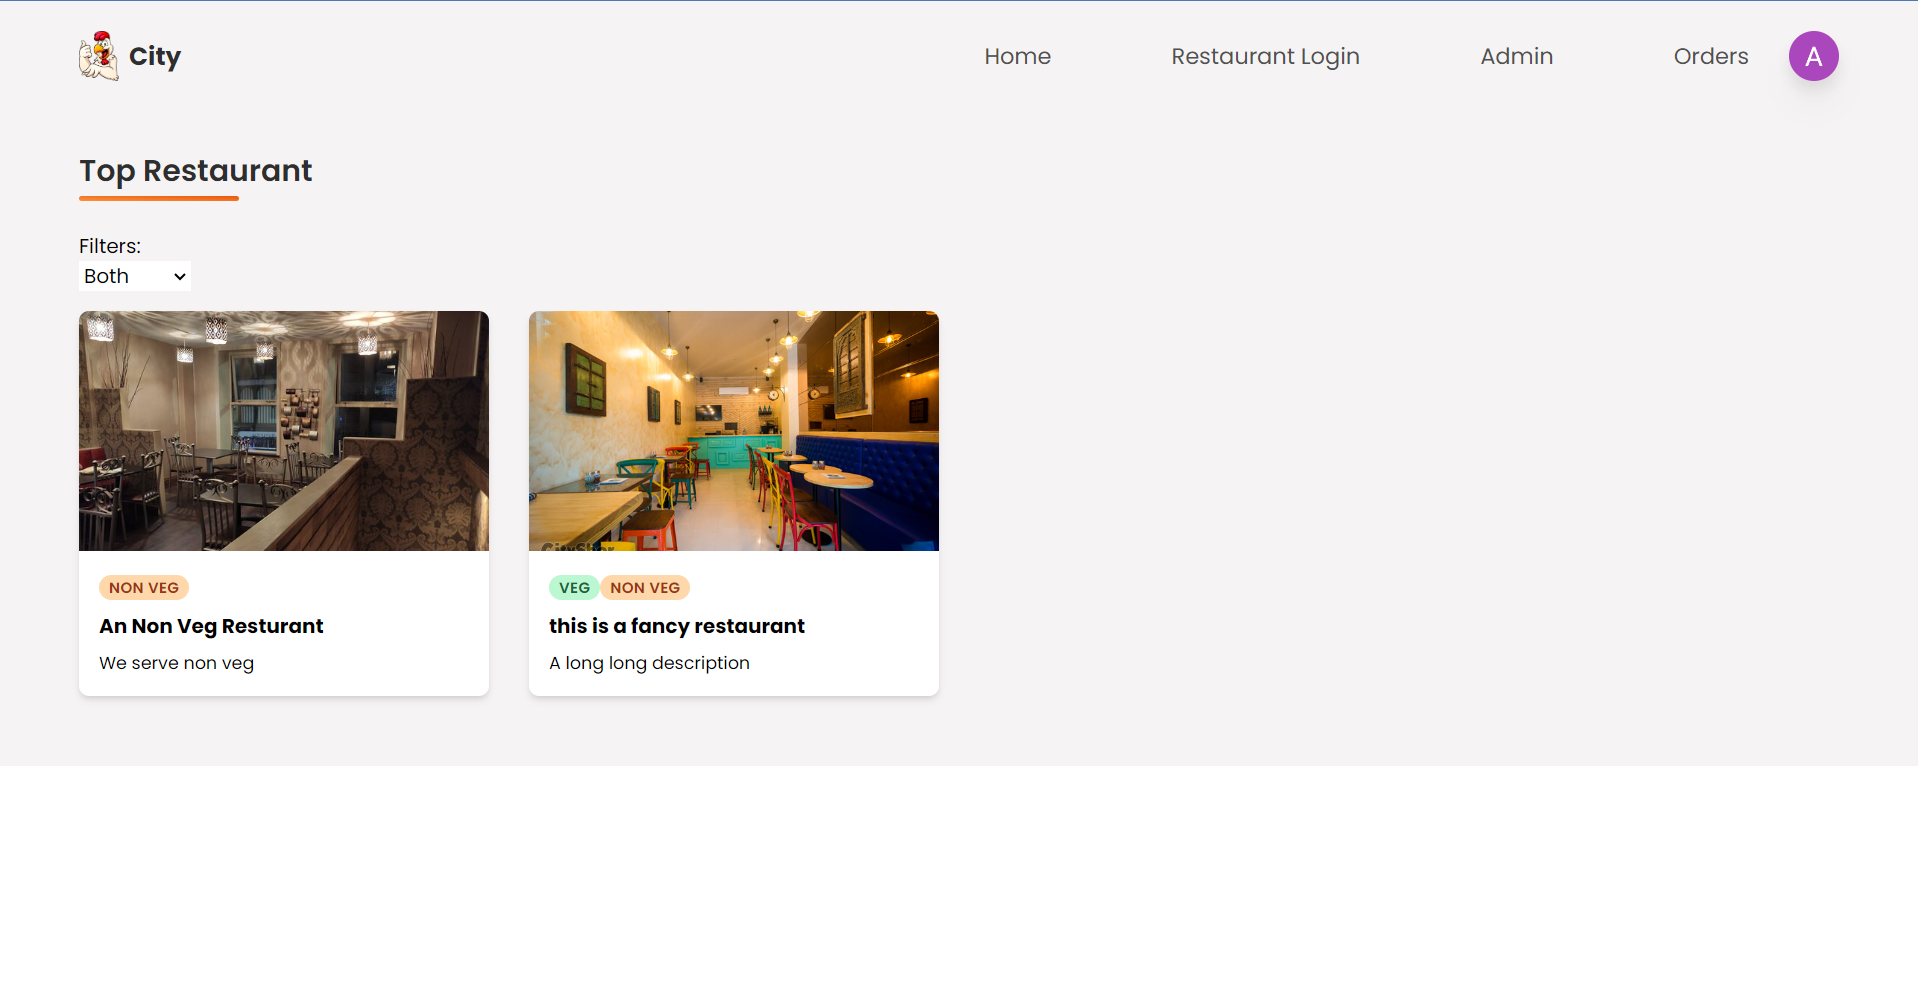 City
Home
Restaurant Login
Admin
Orders
A
Top Restaurant
Filters:
Both
NON VEG
An Non Veg Resturant
We serve non veg
VEG
NON VEG
this is a fancy restaurant
A long long description